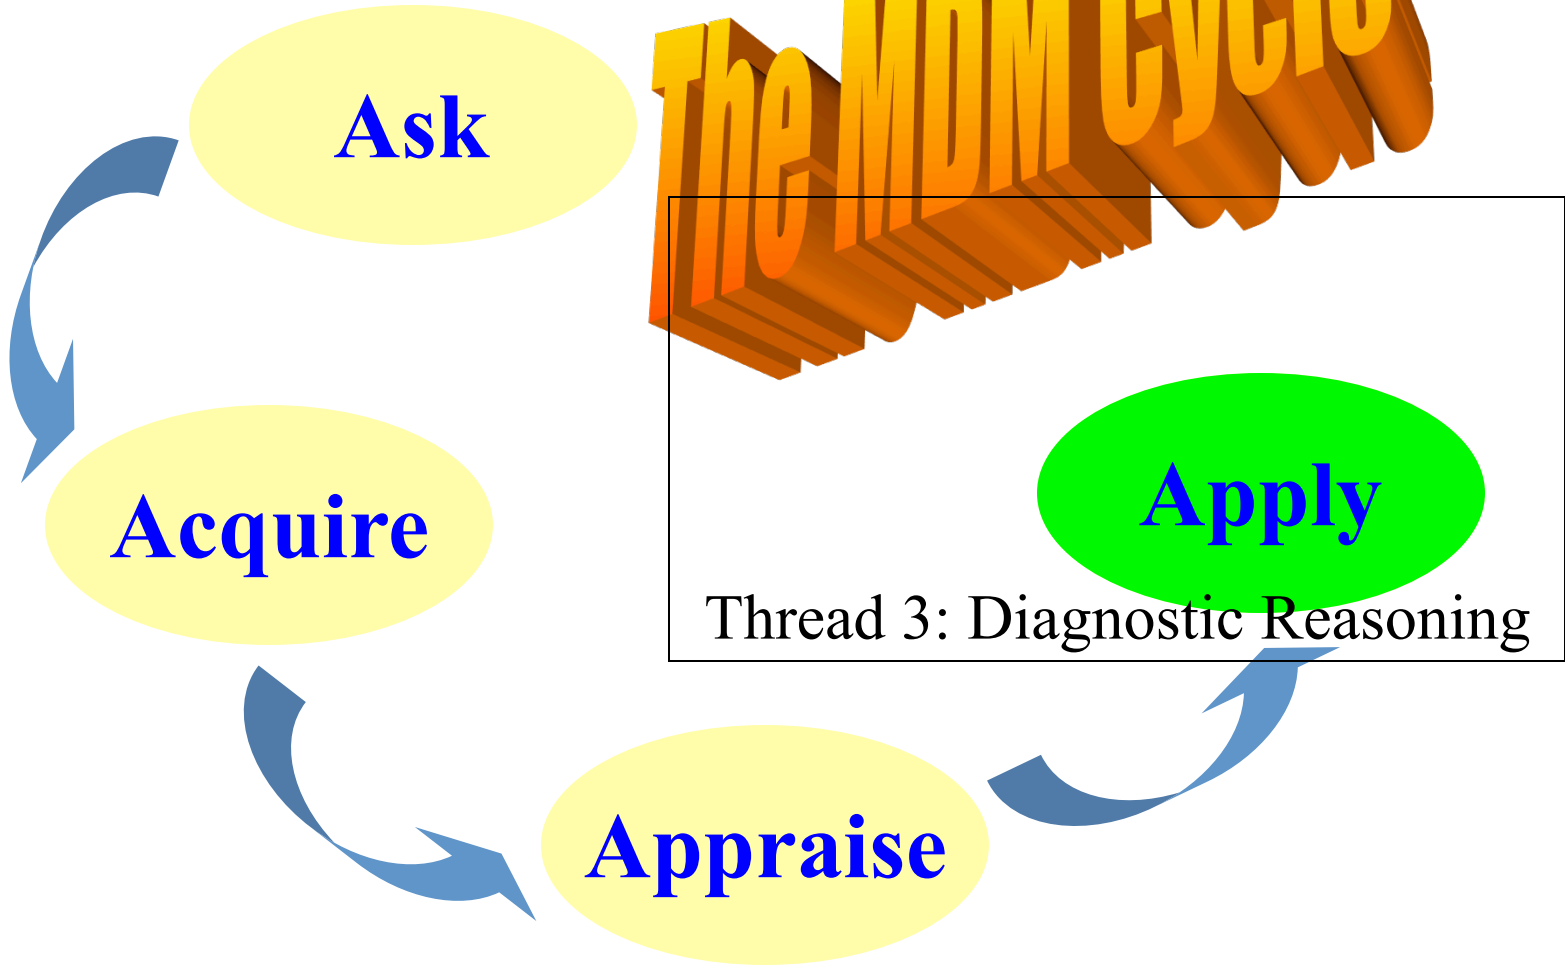 The MDM Cycle
Ask
Acquire
Apply
Thread 3: Diagnostic Reasoning
Appraise